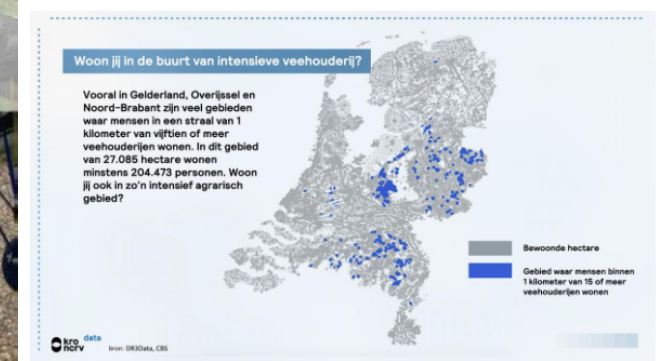 Woon jij in de buurt van intensieve veehouderij?
Vooral in Gelderland, Overijssel en
Noord-Brabant zijn veel gebieden
waar mensen in een straal van 1
kilometer van vijftien of meer
veehouderijen wonen. In dit gebied
van 27.085 hectare wonen
minstens 204.473 personen. Woon
jij ook in zo'n intensief agrarisch
gebied?
Bewoonde hectare
Gebied waar mensen binnen
1 kilometer van 15 of meer
veehouderijen wonen
kro
ncrv
data
bron: DR3Data, CBS